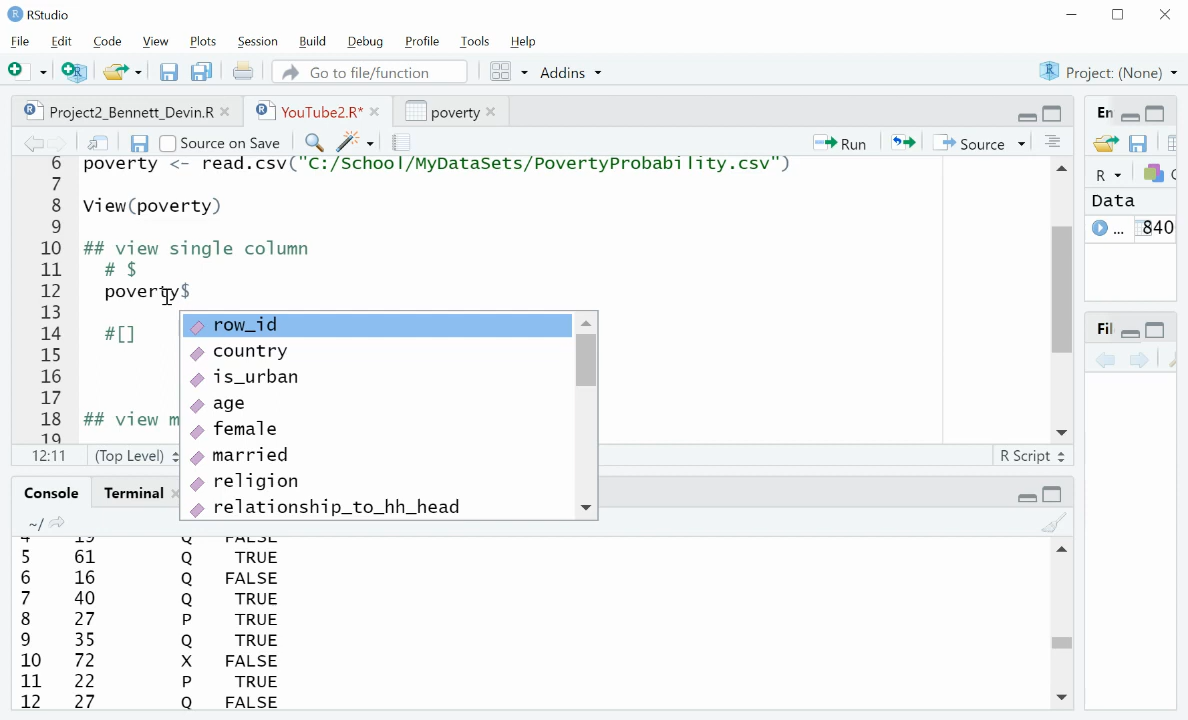 RStudio
File Edit Code View Plots Session Build Debug Profile Tools Help
Go to file/function Addins Project: (None)
Project2_Bennett_Devin.R YouTube2.R* poverty En
Source on Save Run Source
6 poverty <- read.csv("C:/School/MyDataSets/PovertyProbability.csv")
7
8 View(poverty)
9
10 ## view single column
11 # $
12 poverty$
13
14 #[]
15
16
17
18 ## view m
19
R
Data
... 840
row_id
country
is_urban
age
female
married
religion
relationship_to_hh_head
12:11 (Top Level) R Script
Fil
Console Terminal
~/
4 19 Q FALSE
5 61 Q TRUE
6 16 Q FALSE
7 40 Q TRUE
8 27 P TRUE
9 35 Q TRUE
10 72 X FALSE
11 22 P TRUE
12 27 Q FALSE